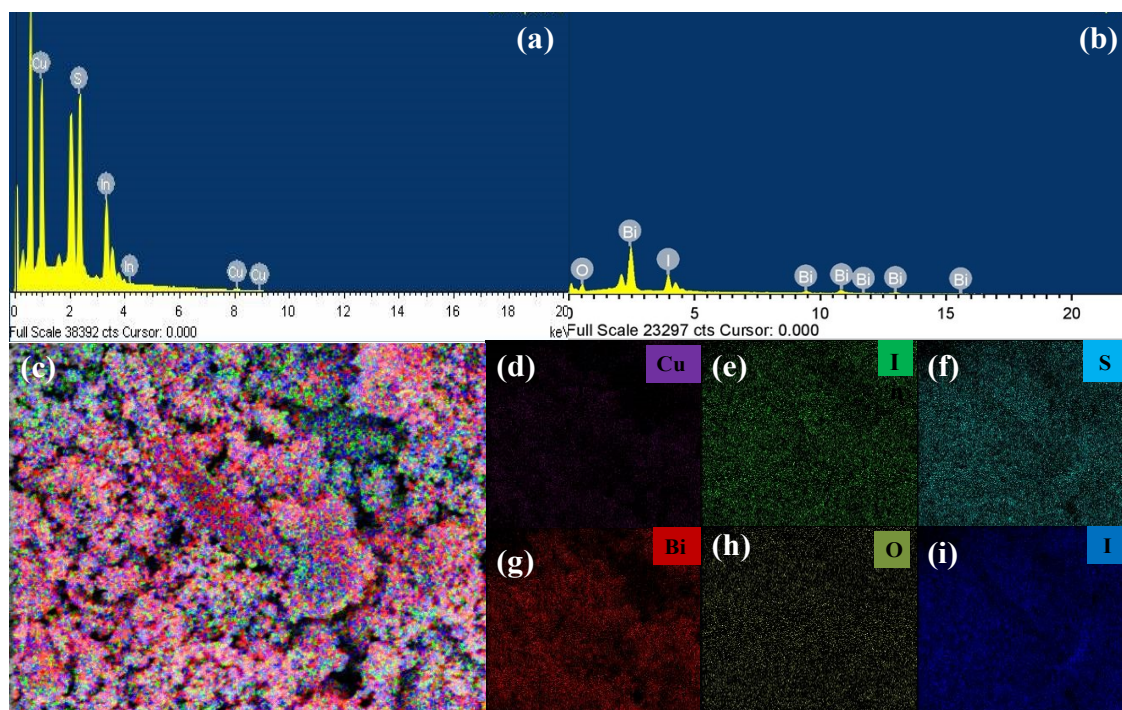 (a)
Cu
S
In
In
Cu
Cu
0 2 4 6 8 10 12 14 16 18 20
Full Scale 38392 cts Cursor: 0.000 keV
(b)
O
Bi
I
Bi
Bi
Bi
Bi
Bi
5 10 15 20
Full Scale 23297 cts Cursor: 0.000
(c)
(d) Cu
(e) I
(f) S
(g) Bi
(h) O
(i) I